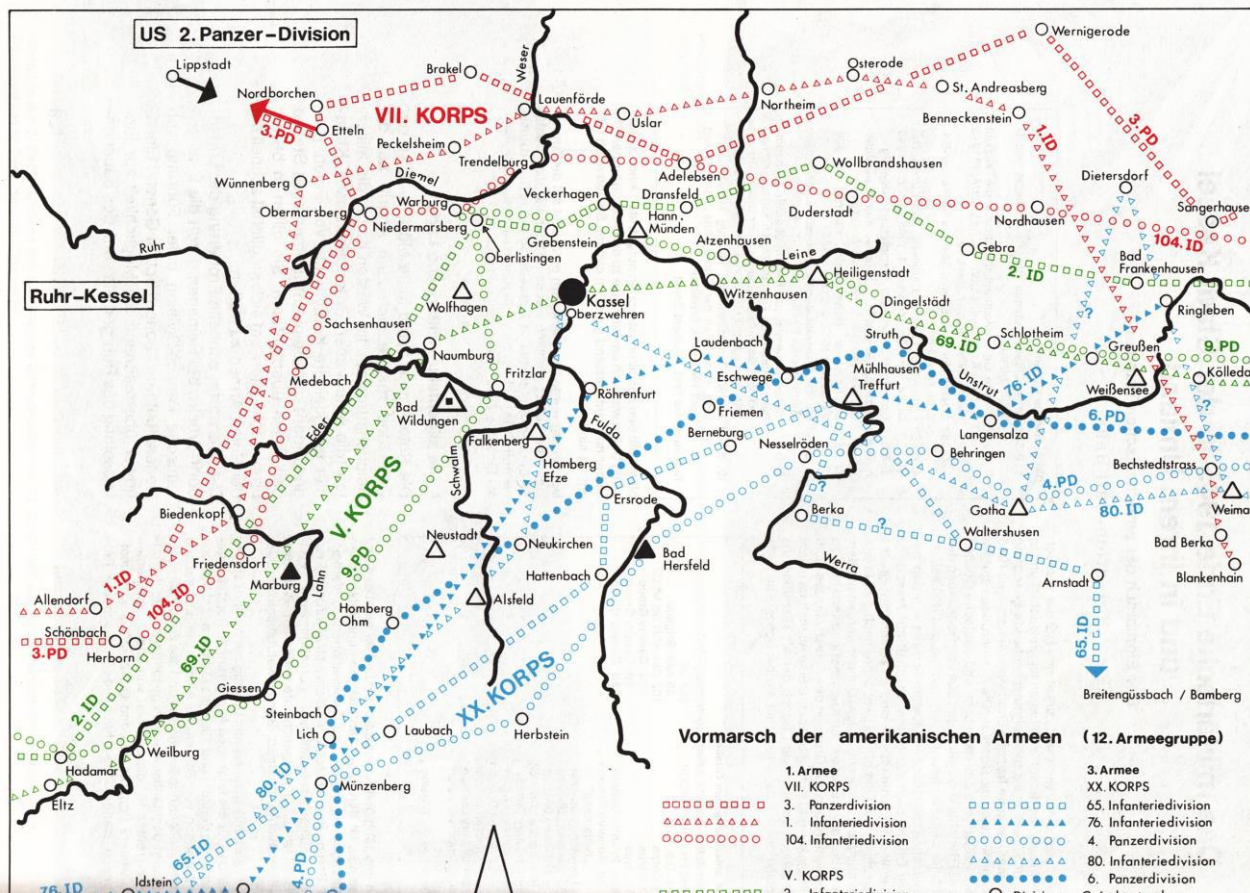 US 2. Panzer-Division
Lippstadt
Nordborchen
3. PD
Etteln
Brakel
VII. KORPS
Weser
Lauenförde
Uslar
Northeim
Osterode
St. Andreasberg
Benneckenstein
Wernigerode
1. ID
3. PD
Peckelsheim
Trendelburg
Wünnenberg
Diemel
Adelebsen
Wollbrandshausen
Dietersdorf
Veckerhagen
Dransfeld
Obermarsberg
Niedermarsberg
Warburg
Hann. Münden
Duderstadt
Nordhausen
Sangerhause
104. ID
Ruhr
Grebenstein
Oberlistingen
Atzenhausen
Leine
Gebra
2. ID
Bad Frankenhausen
Ruhr-Kessel
Wolfhagen
Kassel
Oberzwehren
Witzenhausen
Heiligenstadt
Dingelstädt
Ringleben
?
Sachsenhausen
Naumburg
Laudenbach
Struth
69. ID
Schlotheim
Greußen
9. PD
Medebach
Fritzlar
Röhrenfurt
Eschwege
Mühlhausen
Treffurt
Unstrut
76. ID
Weißensee
Kölleda
?
Eder
Bad Wildungen
Friemen
6. PD
Falkenberg
Fulda
Berneburg
Nesselröden
Langensalza
Behringen
Schwalm
Homberg Efze
Bechstedtstrass
V. KORPS
Ersrode
?
4. PD
Biedenkopf
Berka
?
Gotha
80. ID
Weima
Neustadt
Neukirchen
Bad Hersfeld
Waltershusen
Bad Berka
Friedensdorf
Marburg
Lahn
9. PD
Hattenbach
Werra
Arnstadt
Blankenhain
1. ID
Allendorf
104. ID
Alsfeld
Homberg Ohm
Schönbach
Herborn
3. PD
69. ID
65. ID
2. ID
Giessen
Steinbach
XX. KORPS
Breitengüssbach / Bamberg
Lich
Laubach
Herbstein
Weilburg
Hadamar
Eltz
80. ID
Münzenberg
65. ID
4. PD
Idstein
76. ID
Vormarsch der amerikanischen Armeen (12. Armeegruppe)
1. Armee
VII. KORPS
3. Panzerdivision
1. Infanteriedivision
104. Infanteriedivision
V. KORPS
2. Infanteriedivision
3. Armee
XX. KORPS
65. Infanteriedivision
76. Infanteriedivision
4. Panzerdivision
80. Infanteriedivision
6. Panzerdivision